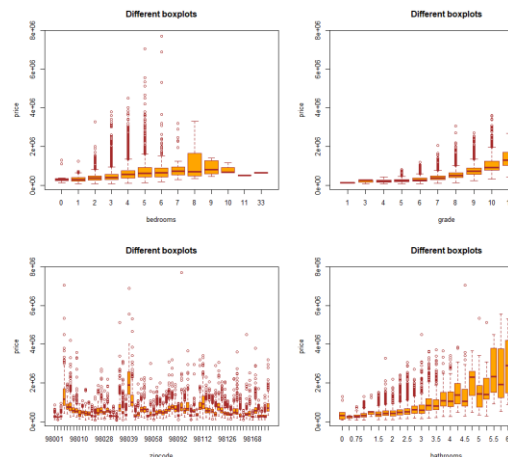 Different boxplots
price
0e+00 2e+06 4e+06 6e+06 8e+06
0 1 2 3 4 5 6 7 8 9 10 11 33
bedrooms
Different boxplots
price
0e+00 2e+06 4e+06 6e+06 8e+06
1 3 4 5 6 7 8 9 10
grade
Different boxplots
price
0e+00 2e+06 4e+06 6e+06 8e+06
98001 98010 98028 98039 98058 98092 98112 98126 98168
zipcode
Different boxplots
price
0e+00 2e+06 4e+06 6e+06 8e+06
0 0.75 1.5 2 2.5 3 3.5 4 4.5 5 5.5
bathrooms